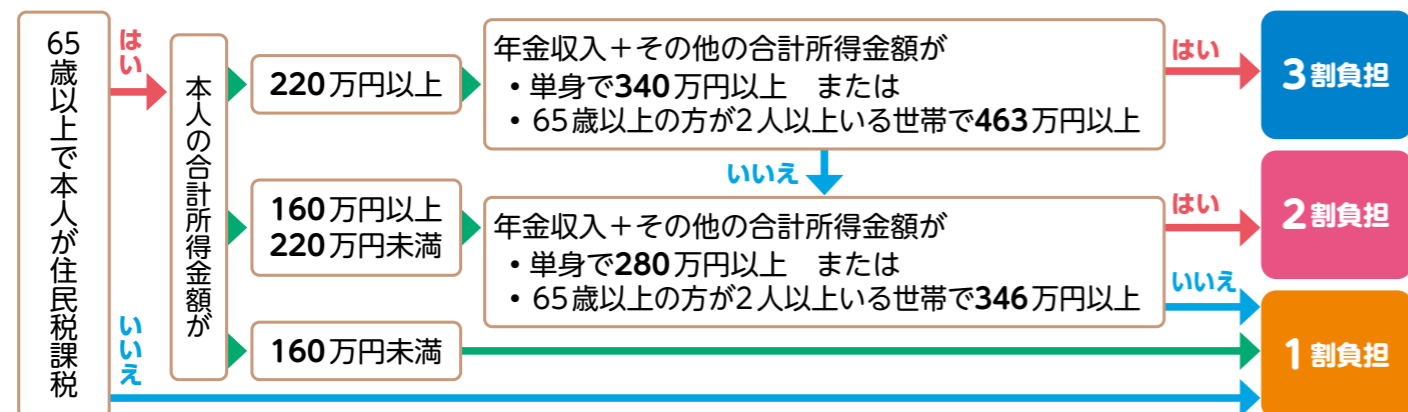 65歳以上で本人が住民税課税
はい
いいえ
本人の合計所得金額が
220万円以上
年金収入＋その他の合計所得金額が
・単身で340万円以上　または
・65歳以上の方が2人以上いる世帯で463万円以上
はい
3割負担
いいえ
160万円以上
220万円未満
年金収入＋その他の合計所得金額が
・単身で280万円以上　または
・65歳以上の方が2人以上いる世帯で346万円以上
はい
2割負担
いいえ
160万円未満
1割負担